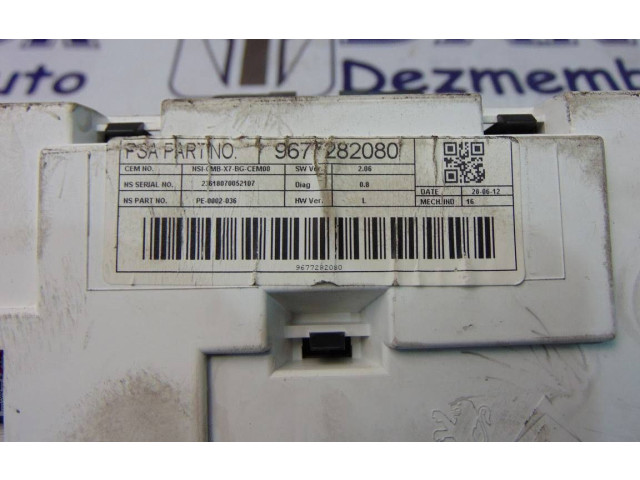 uto
Dezmemb
PSA PART NO. 9677282080
CEM NO. NSI-CMB-X7-BG-CEM00 SW Ver. 2.06
NS SERIAL NO. 23618070052107 Diag 0.8
NS PART NO. PE-0002-036 HW Ver. L
DATE 28-06-12
MECH.IND 16
9677282080